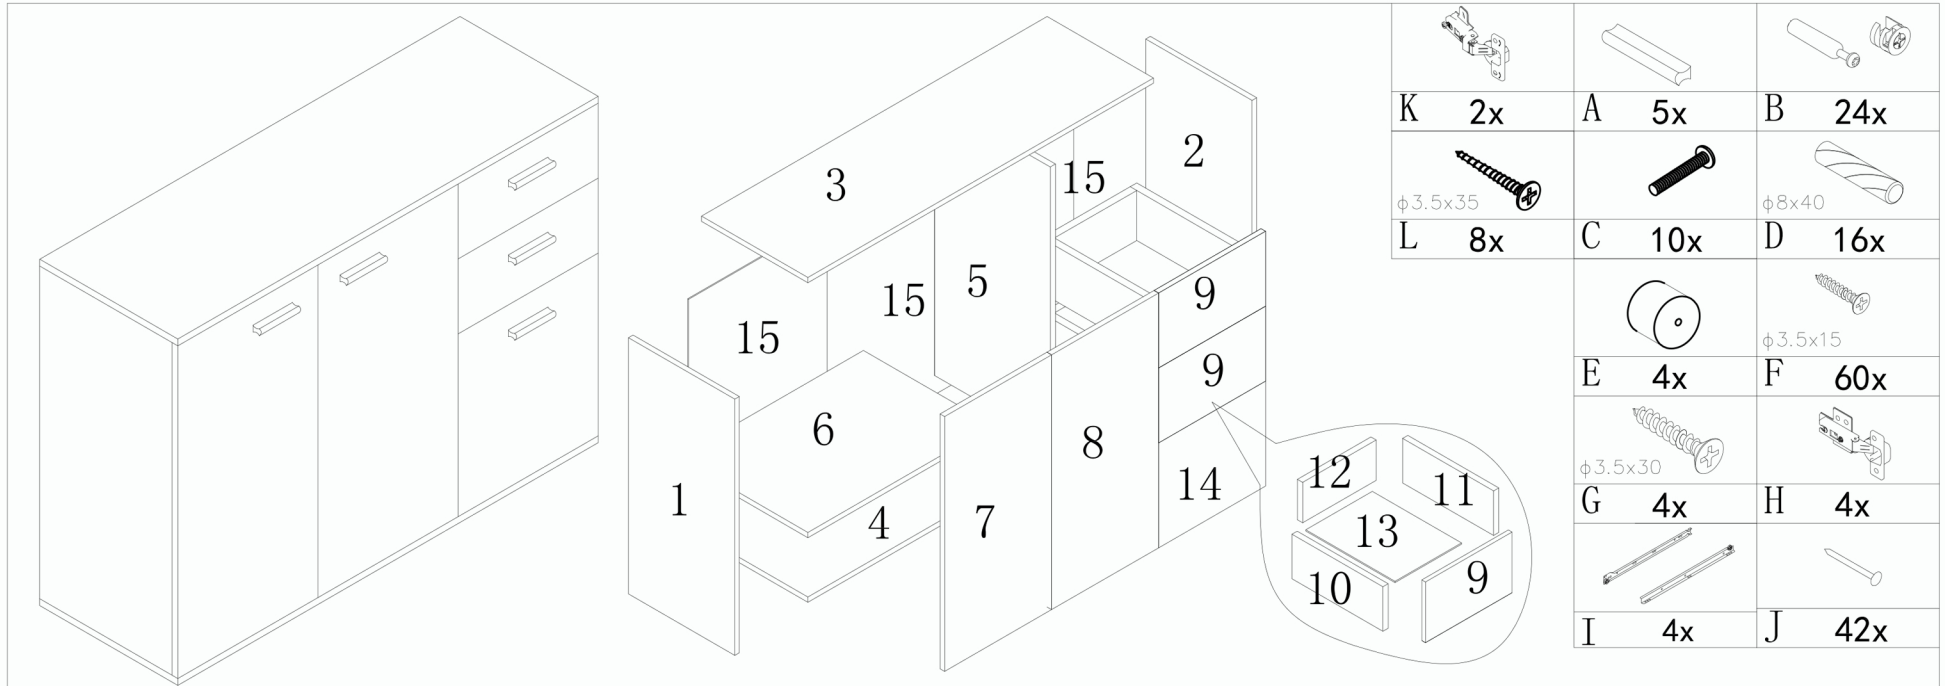 3
15
2
5
15
15
9
9
6
8
14
1
4
7
12
11
13
10
9
K 2x
A 5x
B 24x
φ3.5x35
φ8x40
L 8x
C 10x
D 16x
φ3.5x15
E 4x
F 60x
φ3.5x30
G 4x
H 4x
I 4x
J 42x